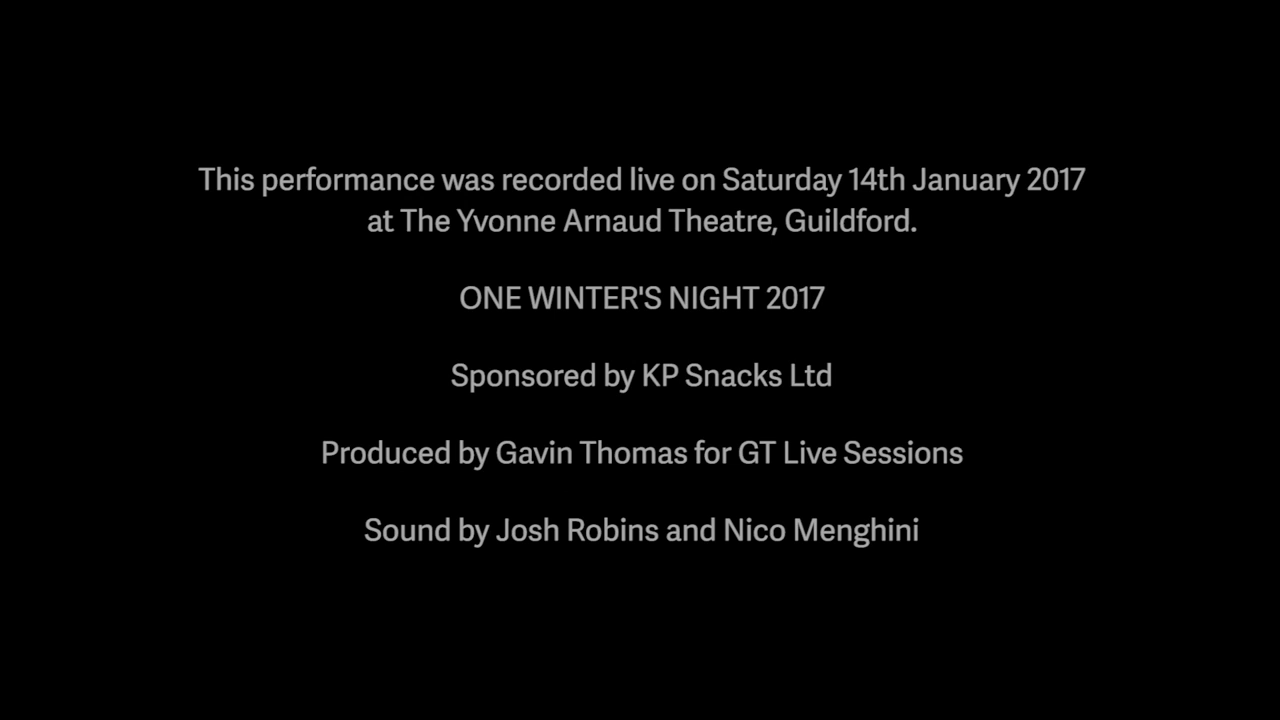 This performance was recorded live on Saturday 14th January 2017
at The Yvonne Arnaud Theatre, Guildford.
ONE WINTER'S NIGHT 2017
Sponsored by KP Snacks Ltd
Produced by Gavin Thomas for GT Live Sessions
Sound by Josh Robins and Nico Menghini